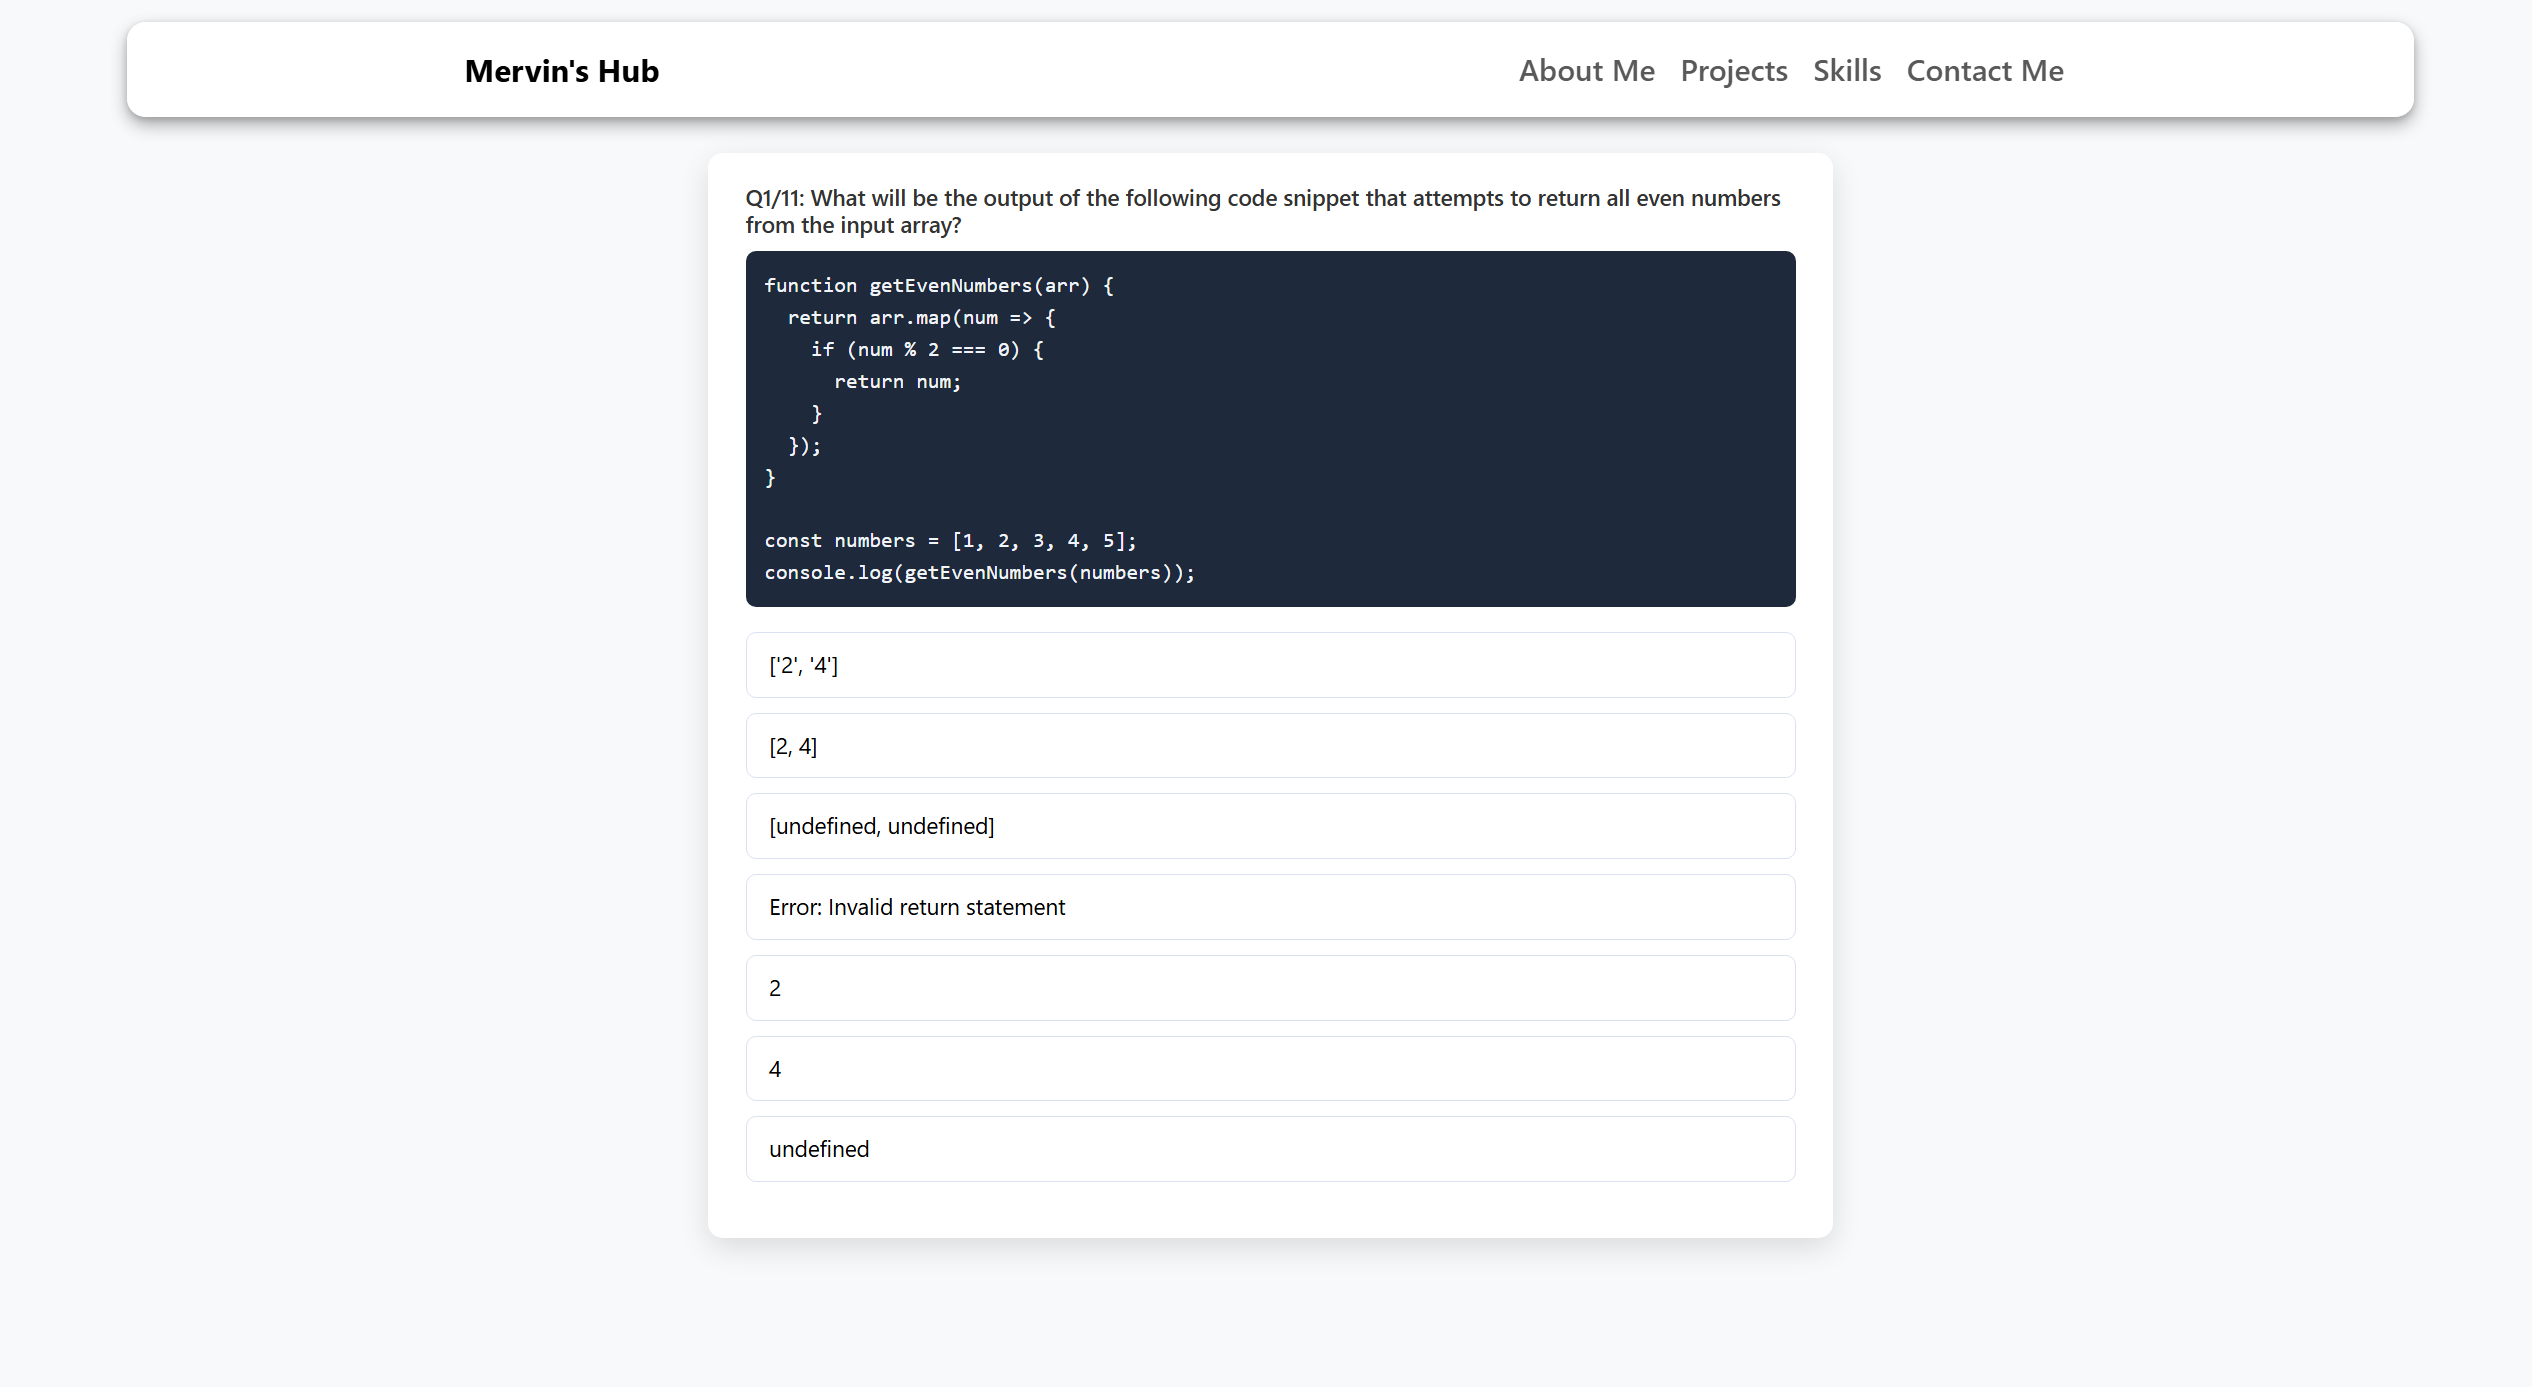 Mervin's Hub
About Me Projects Skills Contact Me
Q1/11: What will be the output of the following code snippet that attempts to return all even numbers
from the input array?
function getEvenNumbers(arr) {
  return arr.map(num => {
    if (num % 2 === 0) {
      return num;
    }
  });
}

const numbers = [1, 2, 3, 4, 5];
console.log(getEvenNumbers(numbers));
['2', '4']
[2, 4]
[undefined, undefined]
Error: Invalid return statement
2
4
undefined